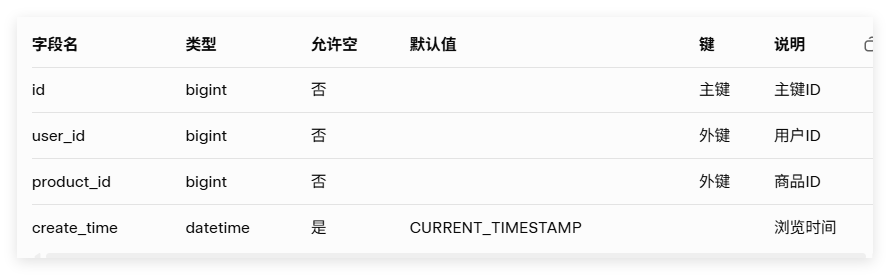 字段名 类型 允许空 默认值 键 说明
id bigint 否 主键 主键ID
user_id bigint 否 外键 用户ID
product_id bigint 否 外键 商品ID
create_time datetime 是 CURRENT_TIMESTAMP 浏览时间